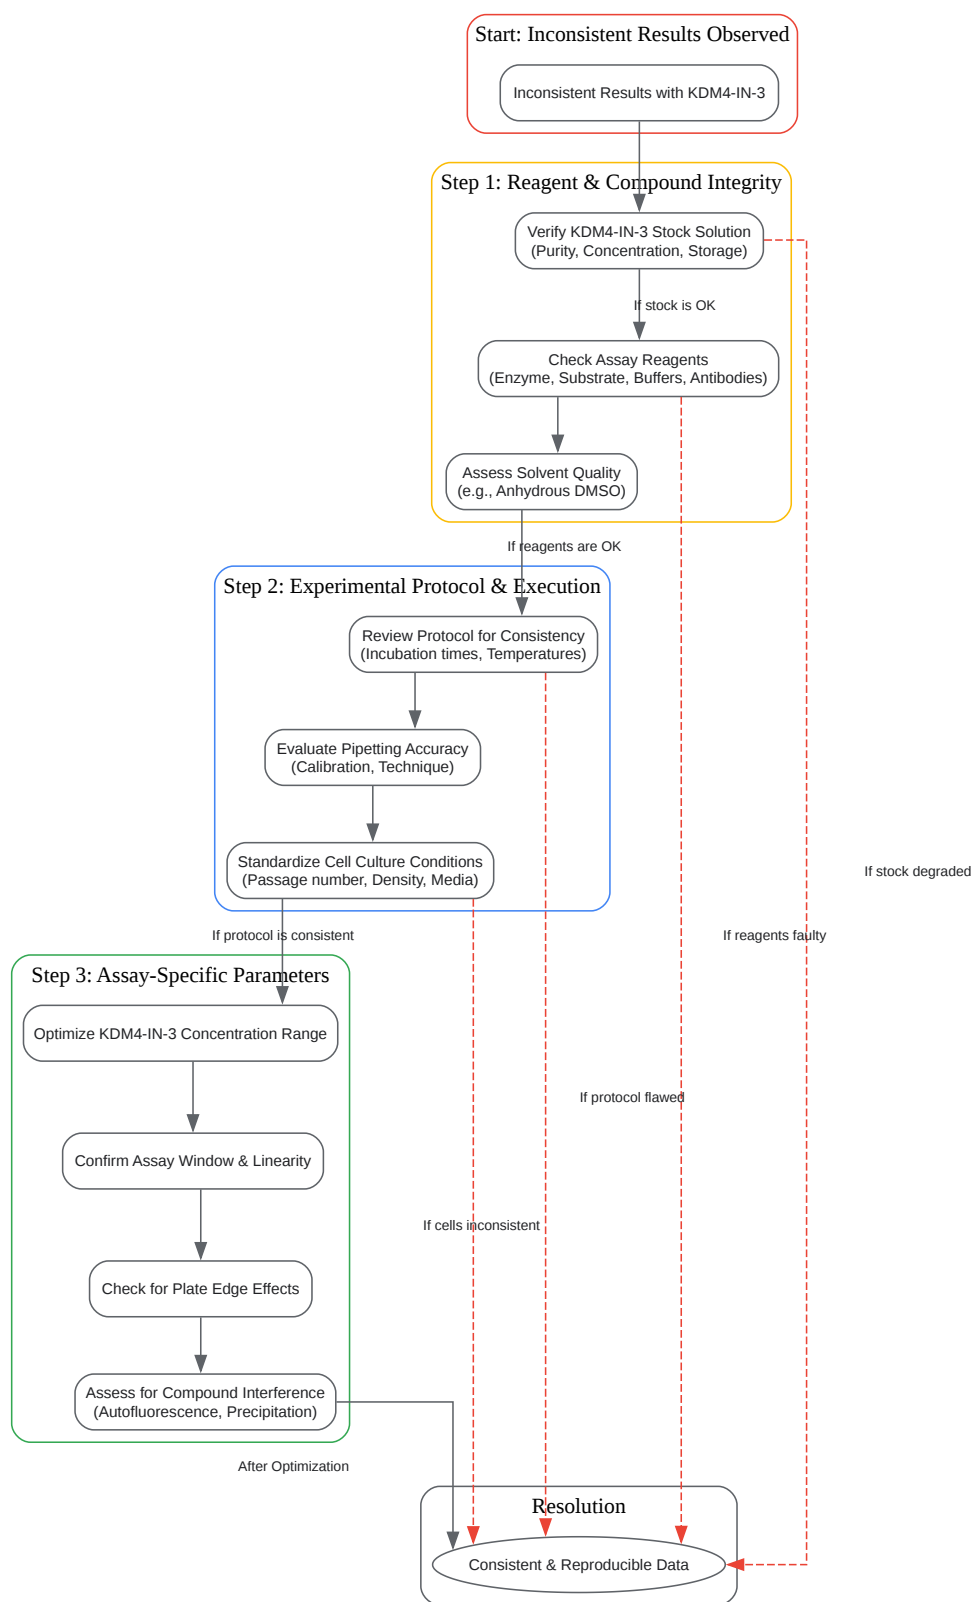 Start: Inconsistent Results Observed
Inconsistent Results with KDM4-IN-3
Step 1: Reagent & Compound Integrity
Verify KDM4-IN-3 Stock Solution
(Purity, Concentration, Storage)
If stock is OK
Check Assay Reagents
(Enzyme, Substrate, Buffers, Antibodies)
Assess Solvent Quality
(e.g., Anhydrous DMSO)
If reagents are OK
Step 2: Experimental Protocol & Execution
Review Protocol for Consistency
(Incubation times, Temperatures)
Evaluate Pipetting Accuracy
(Calibration, Technique)
Standardize Cell Culture Conditions
(Passage number, Density, Media)
If stock degraded
If protocol is consistent
If reagents faulty
Step 3: Assay-Specific Parameters
Optimize KDM4-IN-3 Concentration Range
If protocol flawed
Confirm Assay Window & Linearity
If cells inconsistent
Check for Plate Edge Effects
Assess for Compound Interference
(Autofluorescence, Precipitation)
After Optimization
Resolution
Consistent & Reproducible Data